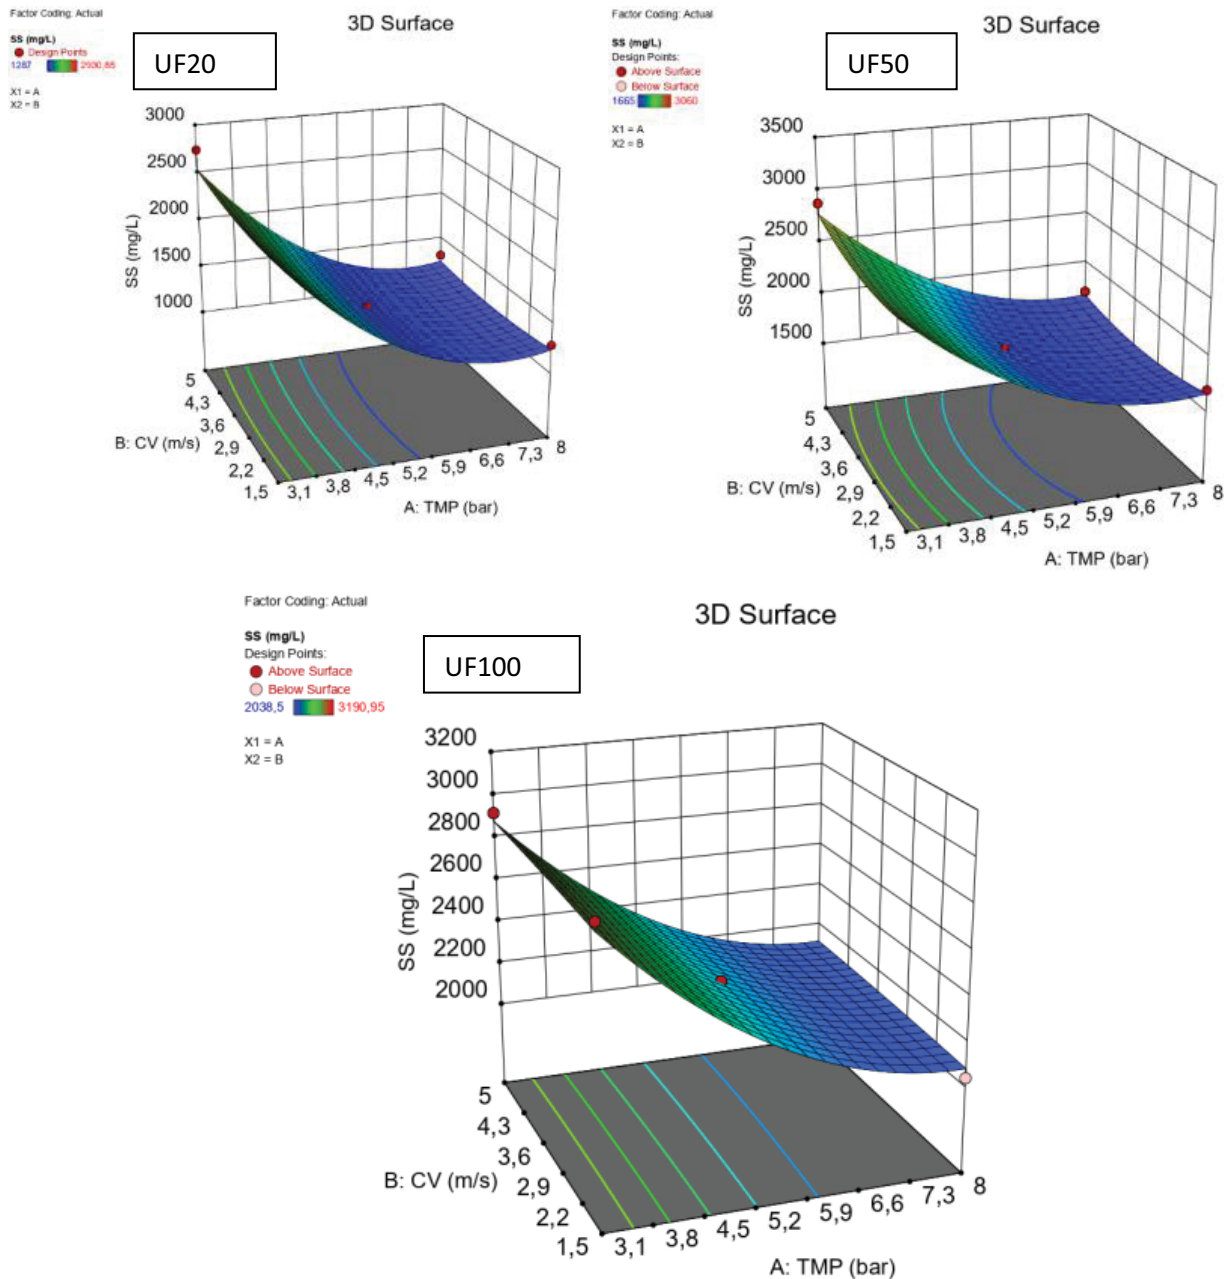 Factor Coding: Actual
3D Surface
SS (mg/L)
Design Points
1287 2930,85
X1 = A
X2 = B
UF20
3000
2500
2000
1500
1000
SS (mg/L)
5
4,3
3,6
2,9
2,2
1,5
B: CV (m/s)
3,1 3,8 4,5 5,2 5,9 6,6 7,3 8
A: TMP (bar)
Factor Coding: Actual
3D Surface
SS (mg/L)
Design Points:
Above Surface
Below Surface
1665 3060
X1 = A
X2 = B
UF50
3500
3000
2500
2000
1500
SS (mg/L)
5
4,3
3,6
2,9
2,2
1,5
B: CV (m/s)
3,1 3,8 4,5 5,2 5,9 6,6 7,3 8
A: TMP (bar)
Factor Coding: Actual
3D Surface
SS (mg/L)
Design Points:
Above Surface
Below Surface
2038,5 3190,95
X1 = A
X2 = B
UF100
3200
3000
2800
2600
2400
2200
2000
SS (mg/L)
5
4,3
3,6
2,9
2,2
1,5
B: CV (m/s)
3,1 3,8 4,5 5,2 5,9 6,6 7,3 8
A: TMP (bar)